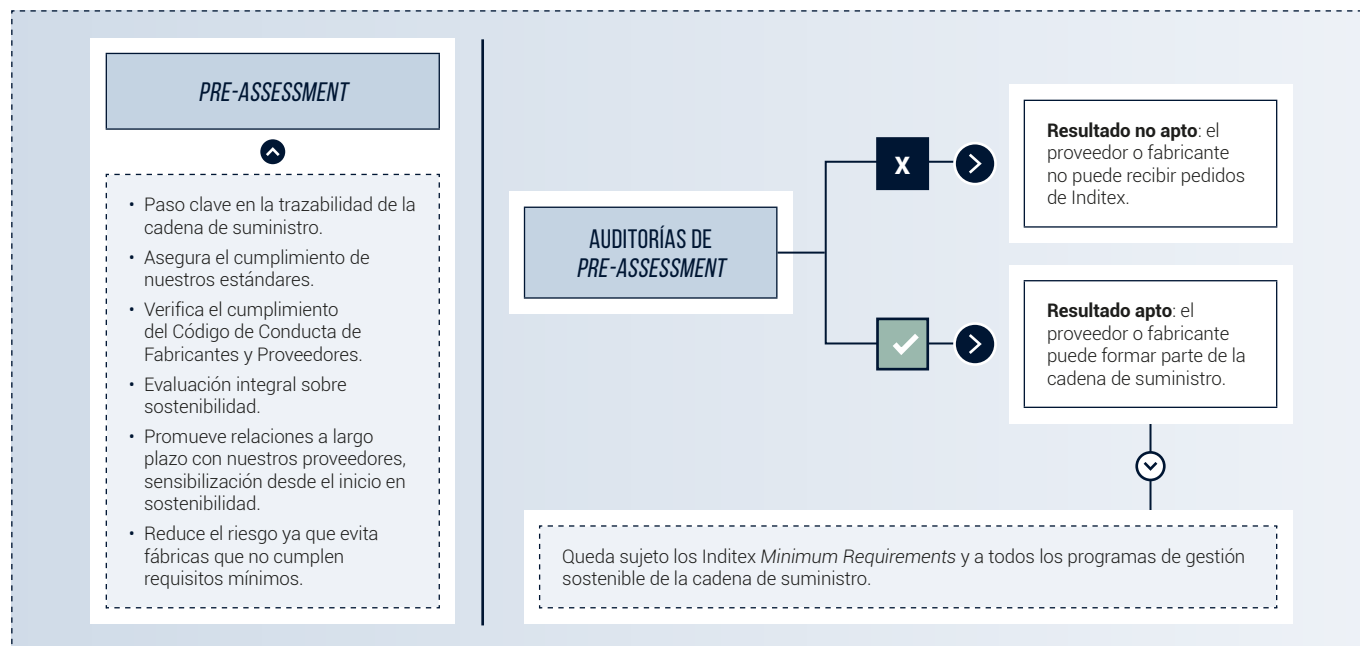 PRE-ASSESSMENT
• Paso clave en la trazabilidad de la
cadena de suministro.
• Asegura el cumplimiento de
nuestros estándares.
• Verifica el cumplimiento
del Código de Conducta de
Fabricantes y Proveedores.
• Evaluación integral sobre
sostenibilidad.
• Promueve relaciones a largo
plazo con nuestros proveedores,
sensibilización desde el inicio en
sostenibilidad.
• Reduce el riesgo ya que evita
fábricas que no cumplen
requisitos mínimos.
AUDITORÍAS DE
PRE-ASSESSMENT
X
Resultado no apto: el
proveedor o fabricante
no puede recibir pedidos
de Inditex.
Resultado apto: el
proveedor o fabricante
puede formar parte de la
cadena de suministro.
Queda sujeto los Inditex Minimum Requirements y a todos los programas de gestión
sostenible de la cadena de suministro.